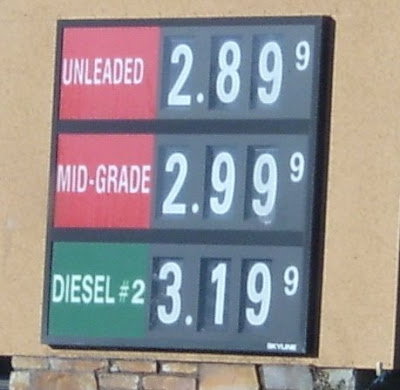 UNLEADED 2.89 9
MID-GRADE 2.99 9
DIESEL #2 3.19 9
SKYLINE